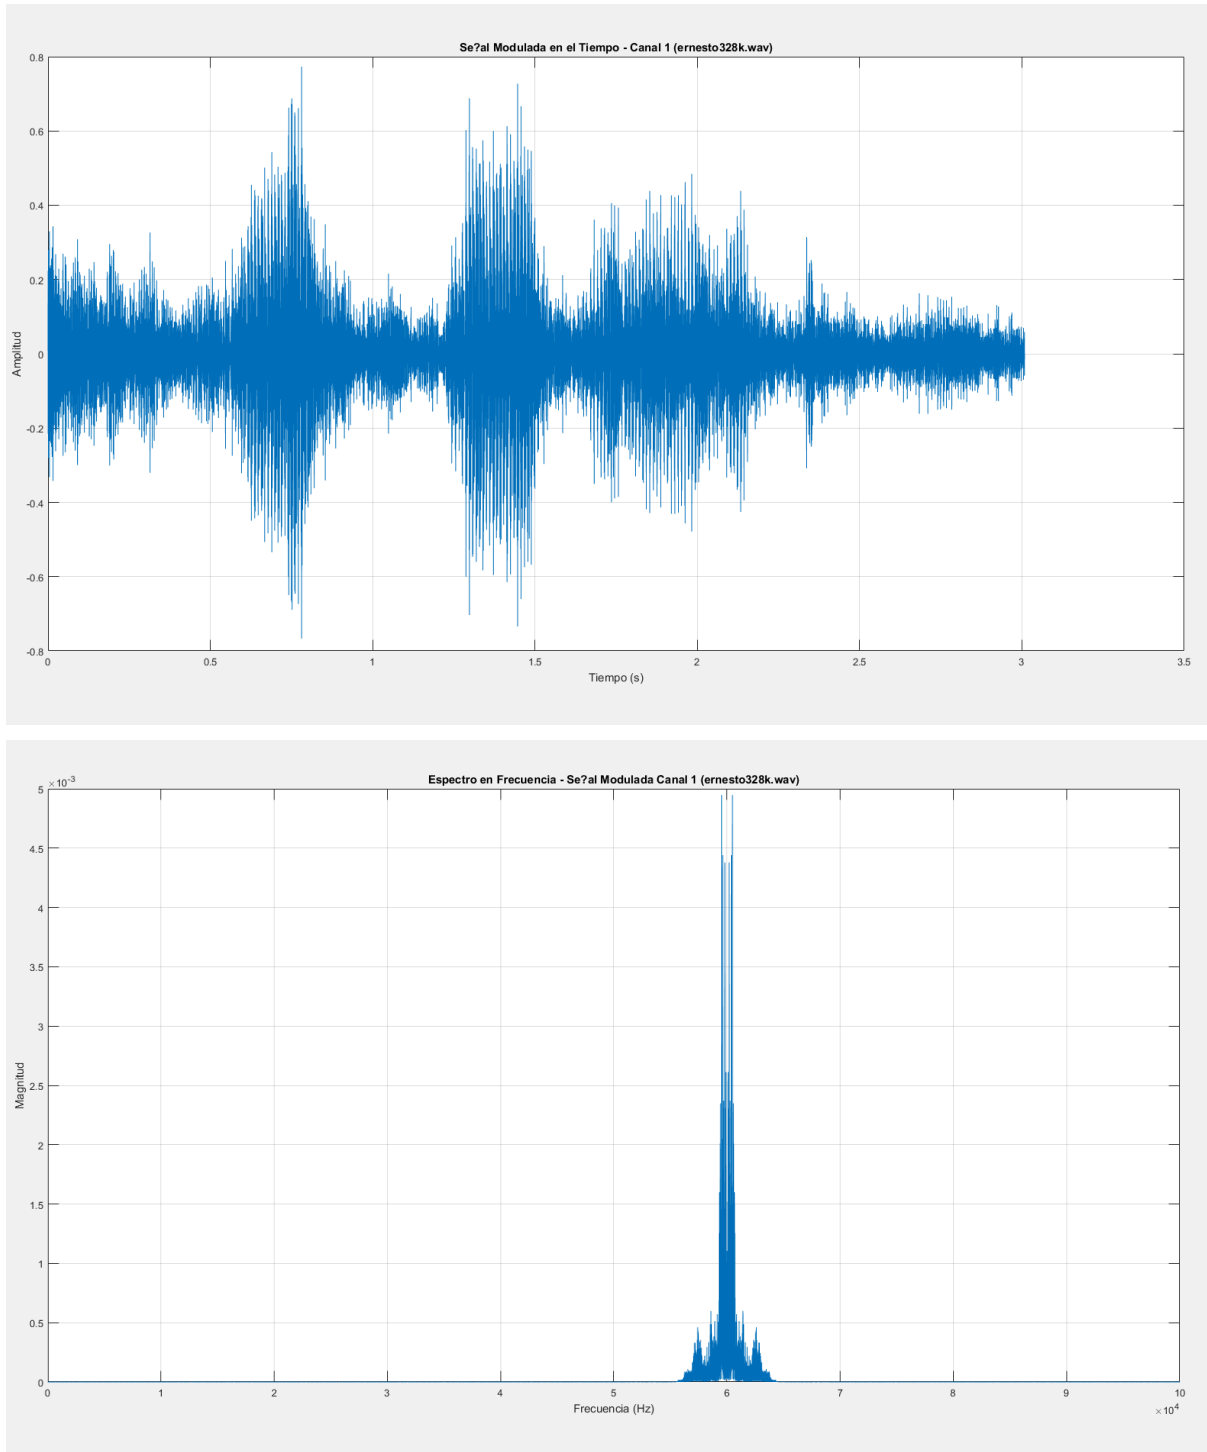 Se?al Modulada en el Tiempo - Canal 1 (ernesto328k.wav)
0.8
0.6
0.4
0.2
0
-0.2
-0.4
-0.6
-0.8
Amplitud
0 0.5 1 1.5 2 2.5 3 3.5
Tiempo (s)
×10-3
Espectro en Frecuencia - Se?al Modulada Canal 1 (ernesto328k.wav)
5
4.5
4
3.5
3
2.5
2
1.5
1
0.5
0
Magnitud
0 1 2 3 4 5 6 7 8 9 10
Frecuencia (Hz)
×104